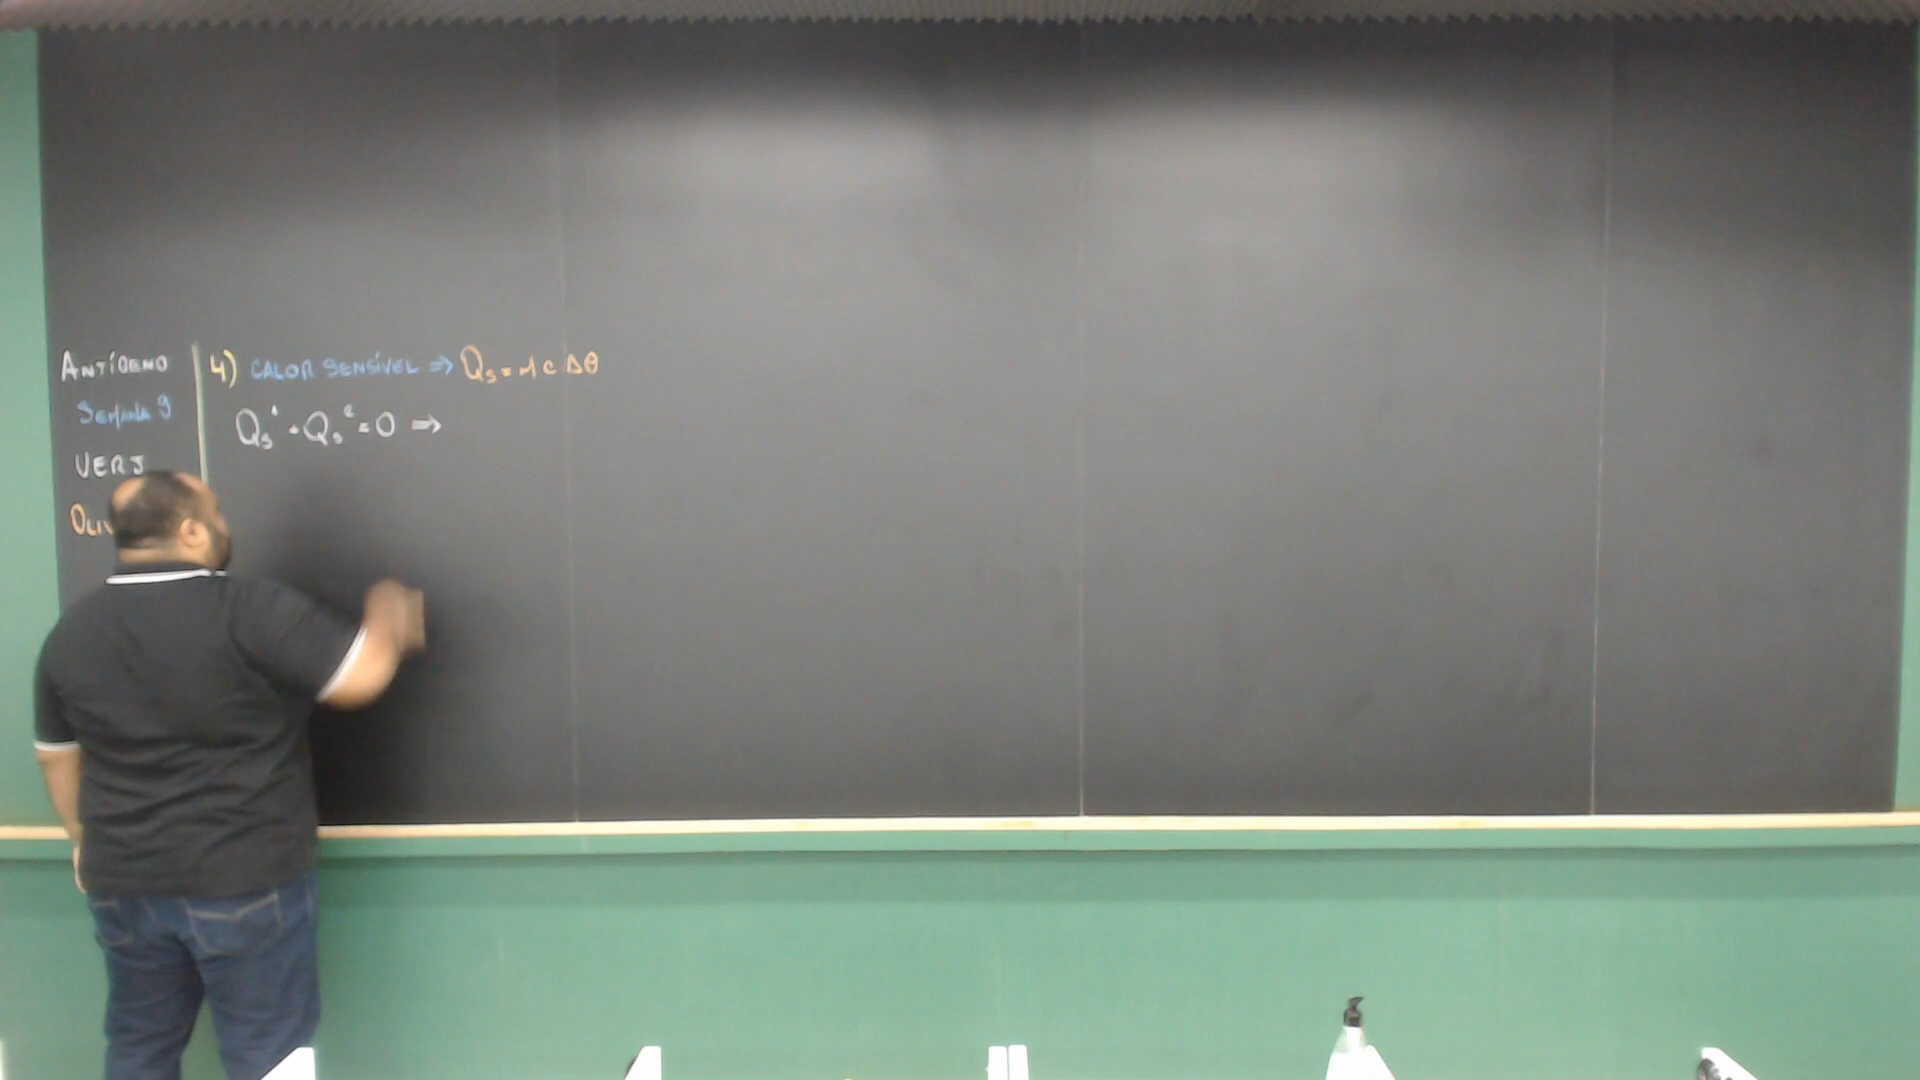 ANTÍGENO
SEMANA 9
UERJ
4) CALOR SENSÍVEL ⇒ Qs = M C Δθ
Qs¹ + Qs² = 0 ⇒